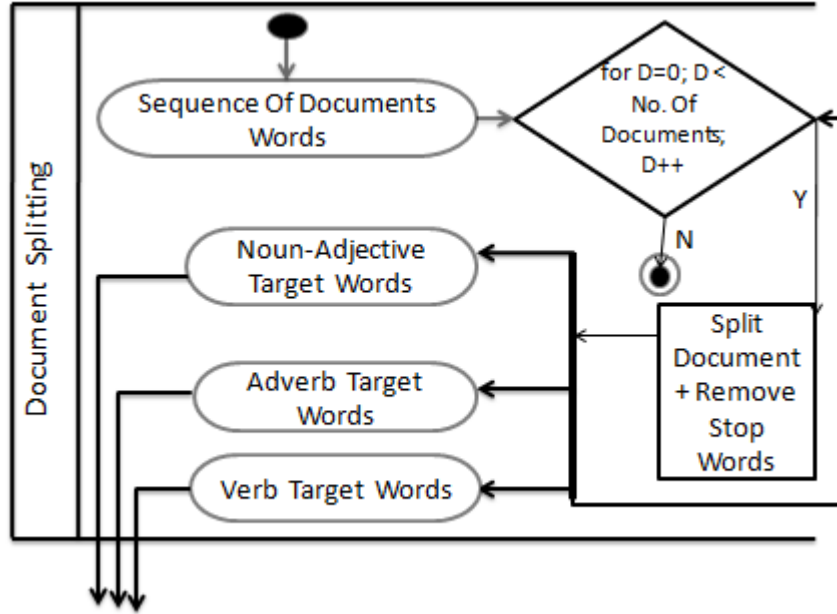 Document Splitting
Sequence Of Documents
Words
for D=0; D <
No. Of
Documents;
D++
Y
N
Noun-Adjective
Target Words
Split
Document
+ Remove
Stop
Words
Adverb Target
Words
Verb Target Words